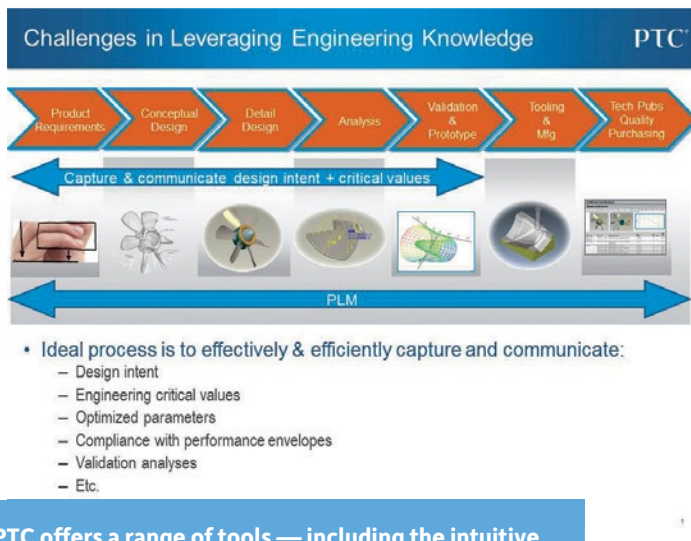 Challenges in Leveraging Engineering Knowledge
PTC®
Product
Requirements
Conceptual
Design
Detail
Design
Analysis
Validation
&
Prototype
Tooling
&
Mfg
Tech Pubs
Quality
Purchasing
Capture & communicate design intent + critical values
PLM
• Ideal process is to effectively & efficiently capture and communicate:
– Design intent
– Engineering critical values
– Optimized parameters
– Compliance with performance envelopes
– Validation analyses
– Etc.
1
PTC offers a range of tools — including the intuitive